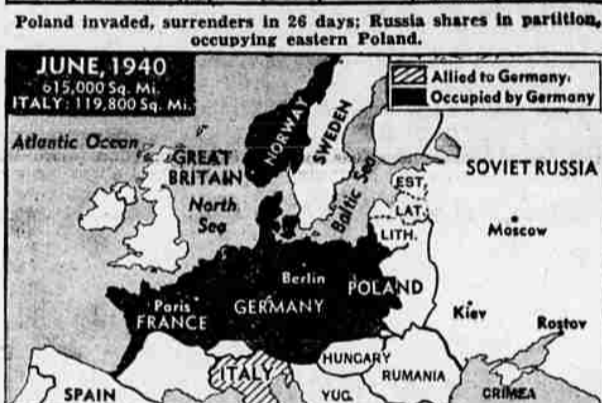 Poland invaded, surrenders in 26 days; Russia shares in partition,
occupying eastern Poland.
JUNE, 1940
615,000 Sq. Mi.
ITALY: 119,800 Sq. Mi.
Allied to Germany.
Occupied by Germany
Atlantic Ocean
GREAT
BRITAIN
NORWAY
SWEDEN
SOVIET RUSSIA
North
Sea
Baltic Sea
EST.
LAT.
LITH.
Moscow
Berlin
POLAND
Paris
GERMANY
FRANCE
Kiev
Rostov
HUNGARY
ITALY
RUMANIA
SPAIN
YUG.
CRIMEA